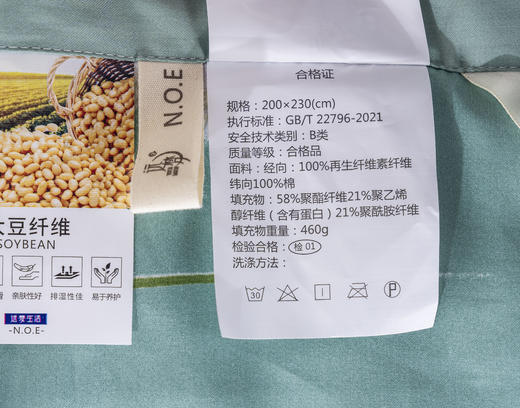 合格证
规格：200×230(cm)
执行标准：GB/T 22796-2021
安全技术类别：B类
质量等级：合格品
面料：经向：100%再生纤维素纤维
纬向100%棉
填充物：58%聚酯纤维21%聚乙烯
醇纤维（含有蛋白）21%聚酰胺纤维
填充物重量：460g
检验合格：检 01
洗涤方法：
30
P
N.O.E
大豆纤维
SOYBEAN
滑 亲肤性好 排湿性佳 易于养护
-N.O.E-